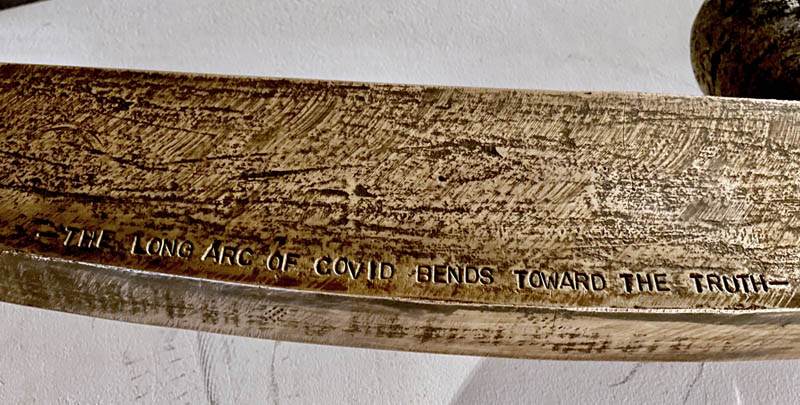 - THE LONG ARC OF COVID BENDS TOWARD THE TRUTH-